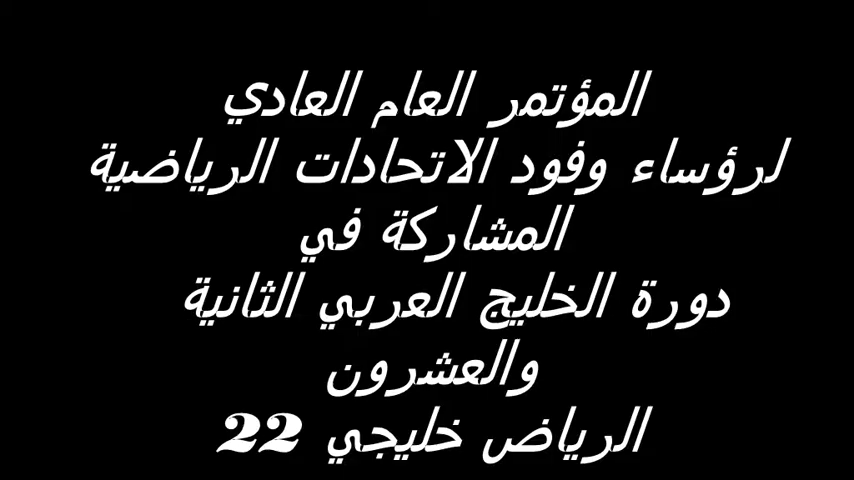 المؤتمر العام العادي
لرؤساء وفود الاتحادات الرياضية
المشاركة في
دورة الخليج العربي الثانية
والعشرون
الرياض خليجي 22